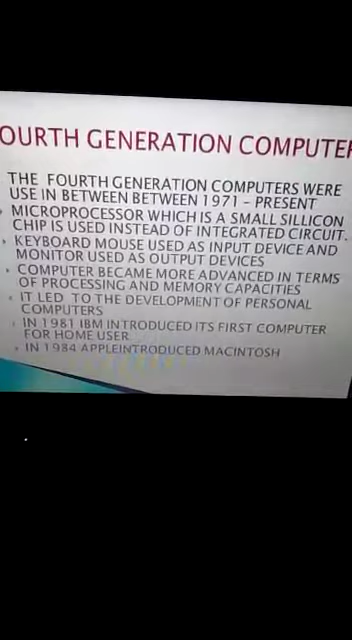 OURTH GENERATION COMPUTER
THE FOURTH GENERATION COMPUTERS WERE
USE IN BETWEEN BETWEEN 1971 – PRESENT
MICROPROCESSOR WHICH IS A SMALL SILLICON
CHIP IS USED INSTEAD OF INTEGRATED CIRCUIT.
KEYBOARD MOUSE USED AS INPUT DEVICE AND
MONITOR USED AS OUTPUT DEVICES
COMPUTER BECAME MORE ADVANCED IN TERMS
OF PROCESSING AND MEMORY CAPACITIES
IT LED TO THE DEVELOPMENT OF PERSONAL
COMPUTERS
IN 1981 IBM INTRODUCED ITS FIRST COMPUTER
FOR HOME USER
IN 1984 APPLEINTRODUCED MACINTOSH